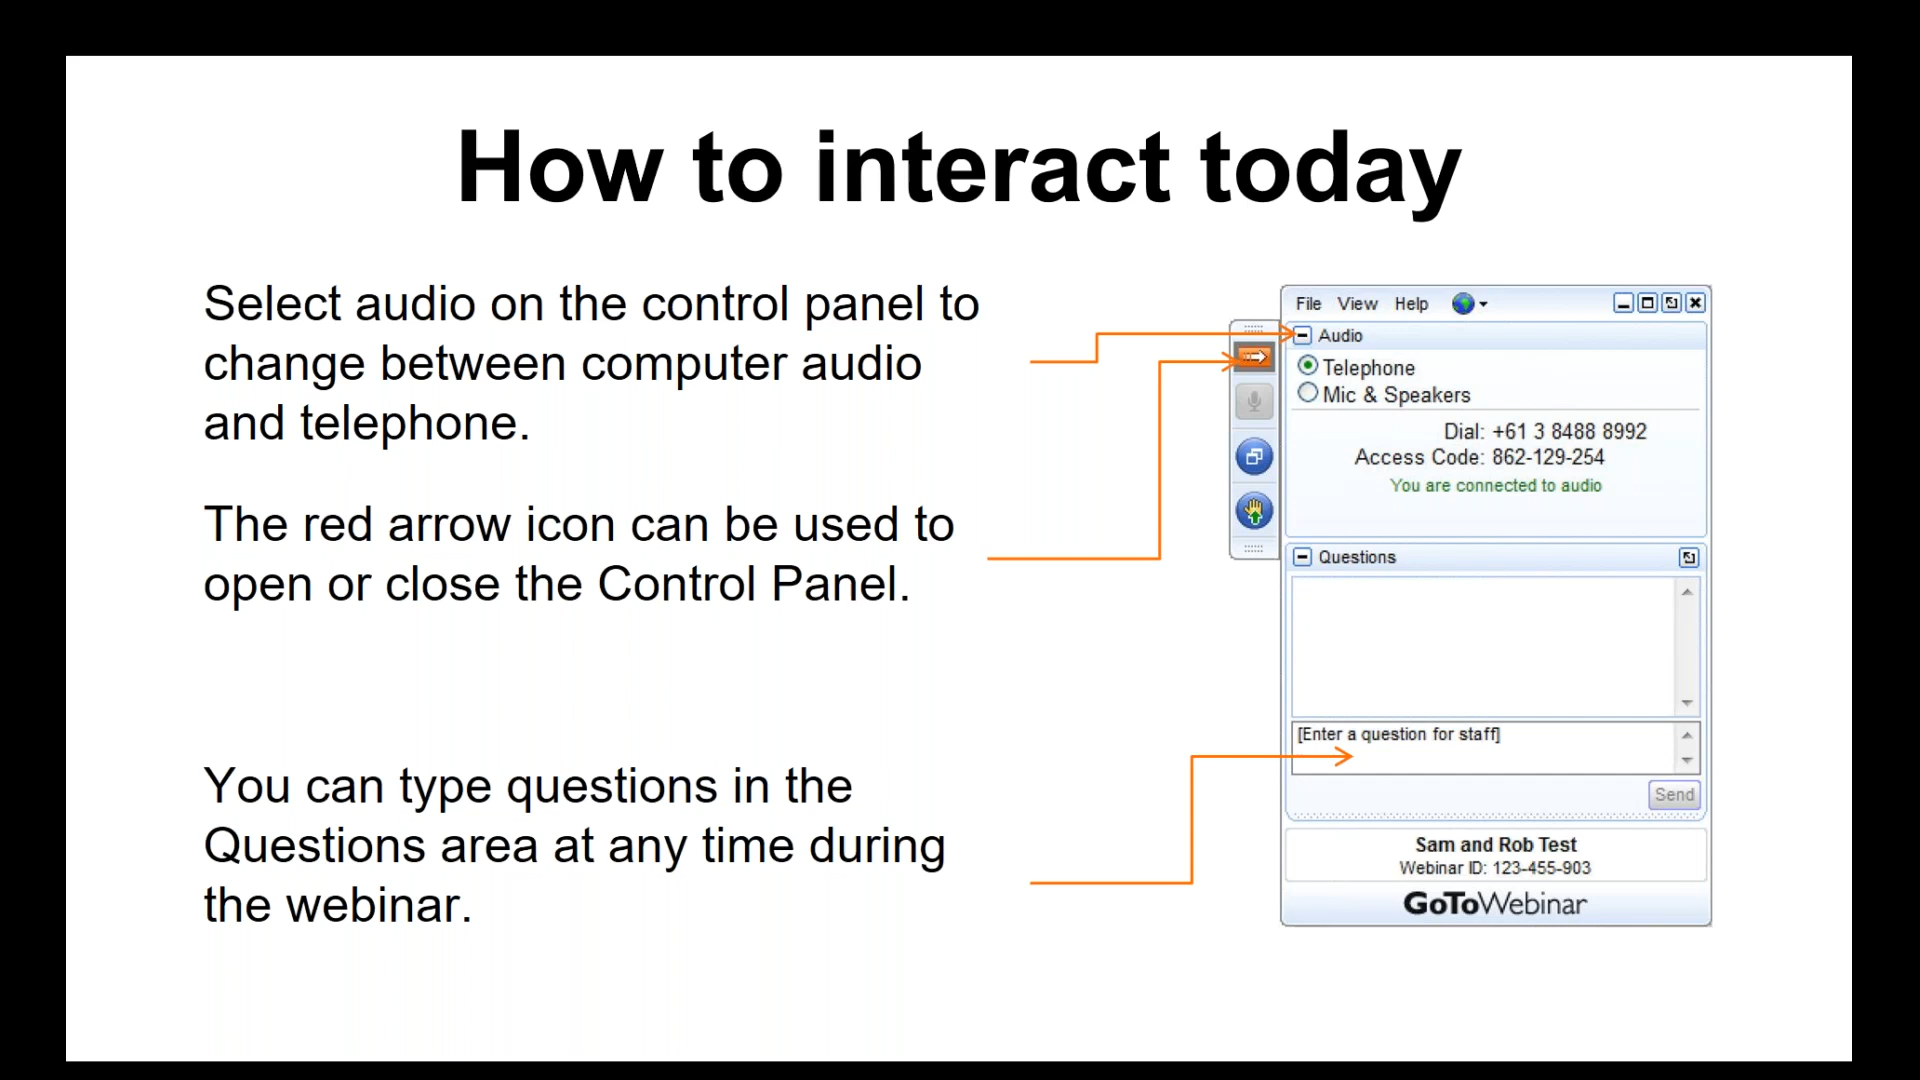 How to interact today
Select audio on the control panel to
change between computer audio
and telephone.
The red arrow icon can be used to
open or close the Control Panel.
You can type questions in the
Questions area at any time during
the webinar.
File View Help
Audio
Telephone
Mic & Speakers
Dial: +61 3 8488 8992
Access Code: 862-129-254
You are connected to audio
Questions
[Enter a question for staff]
Send
Sam and Rob Test
Webinar ID: 123-455-903
GoToWebinar